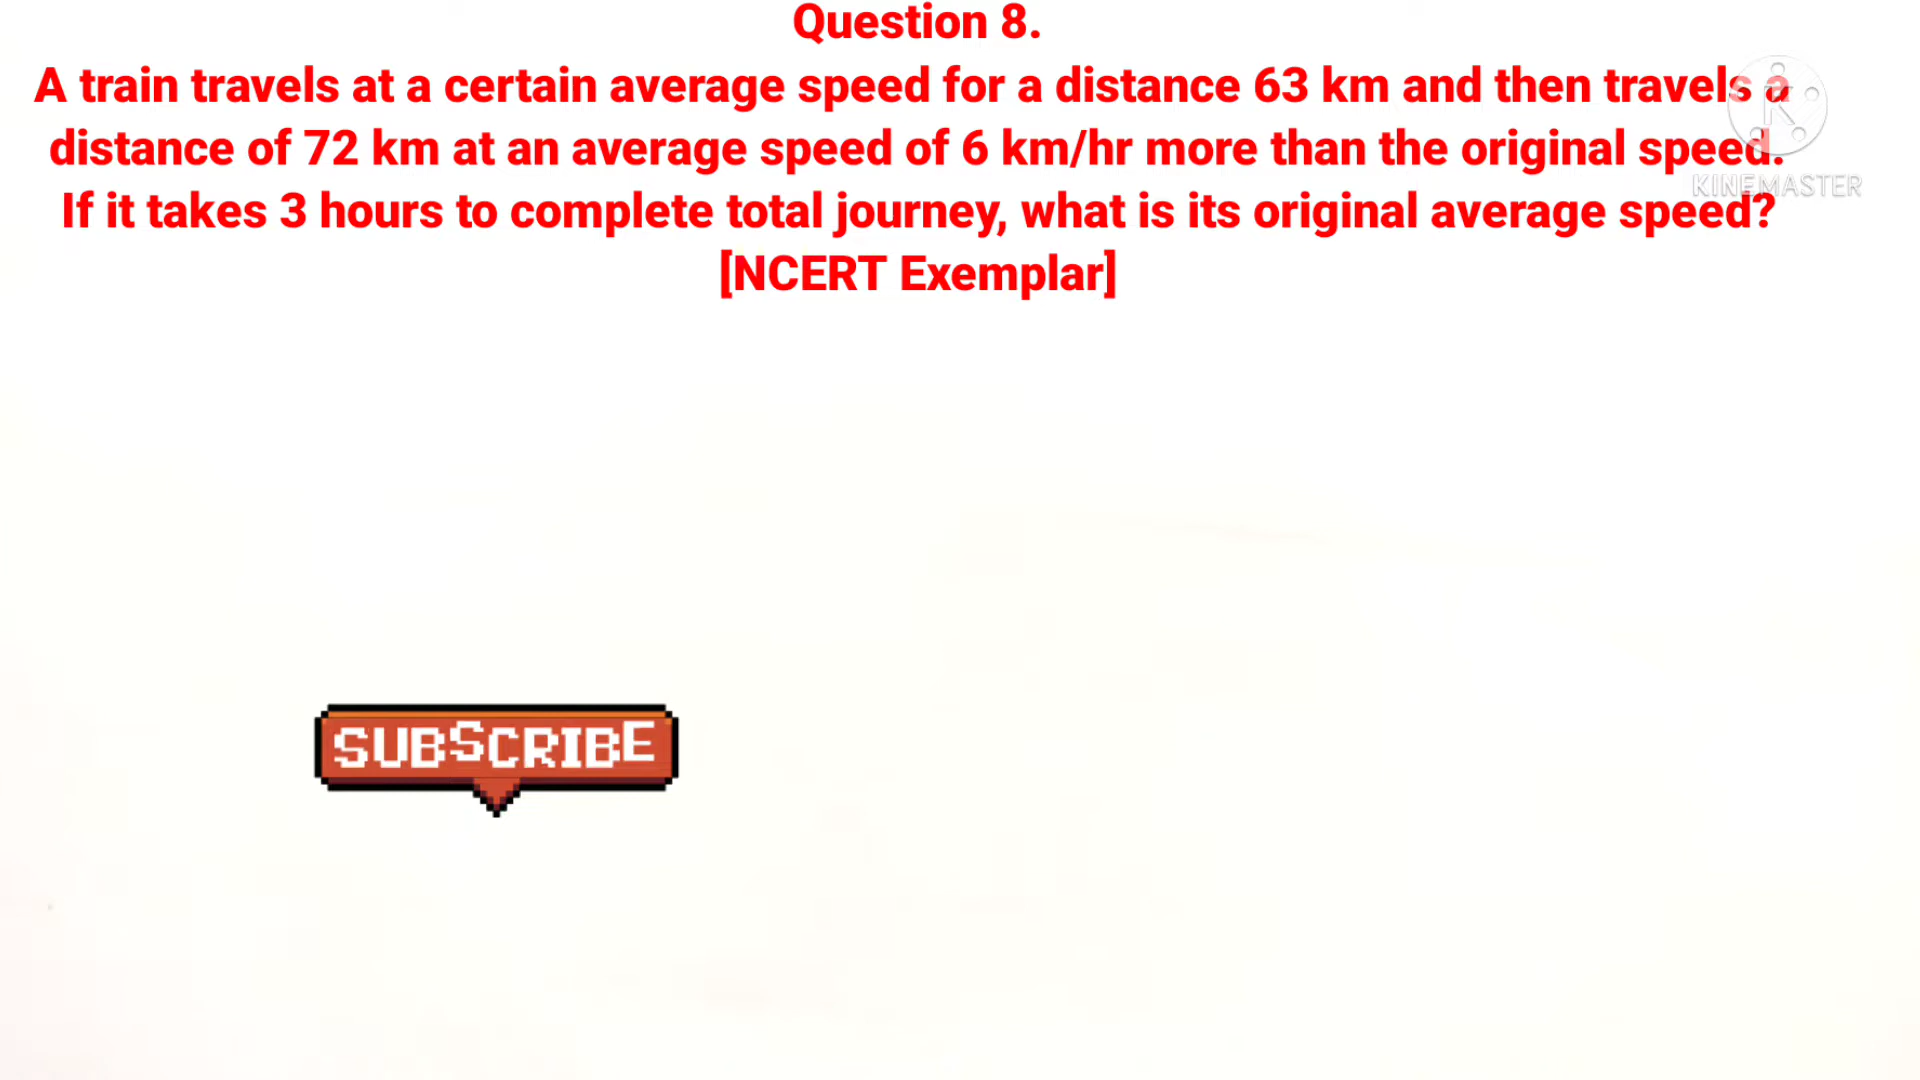 Question 8.
A train travels at a certain average speed for a distance 63 km and then travels a
distance of 72 km at an average speed of 6 km/hr more than the original speed.
If it takes 3 hours to complete total journey, what is its original average speed?
[NCERT Exemplar]
K
KINEMASTER
SUBSCRIBE